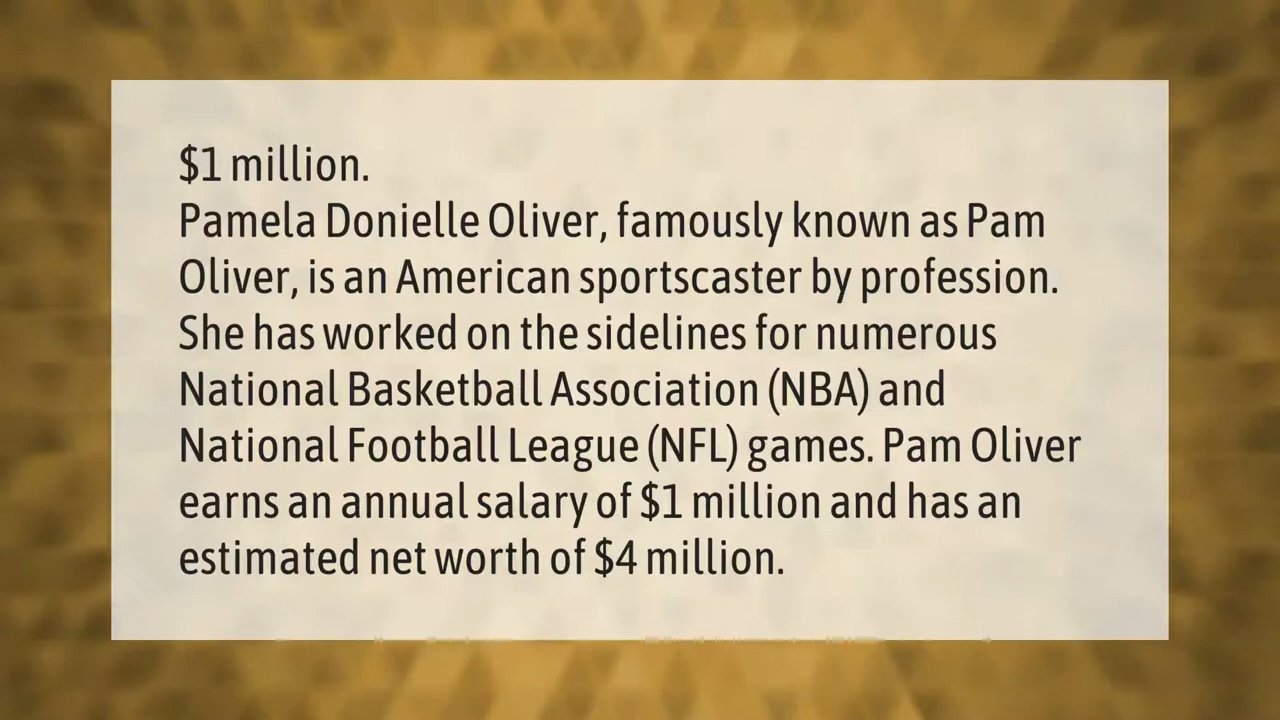 $1 million.
Pamela Donielle Oliver, famously known as Pam
Oliver, is an American sportscaster by profession.
She has worked on the sidelines for numerous
National Basketball Association (NBA) and
National Football League (NFL) games. Pam Oliver
earns an annual salary of $1 million and has an
estimated net worth of $4 million.